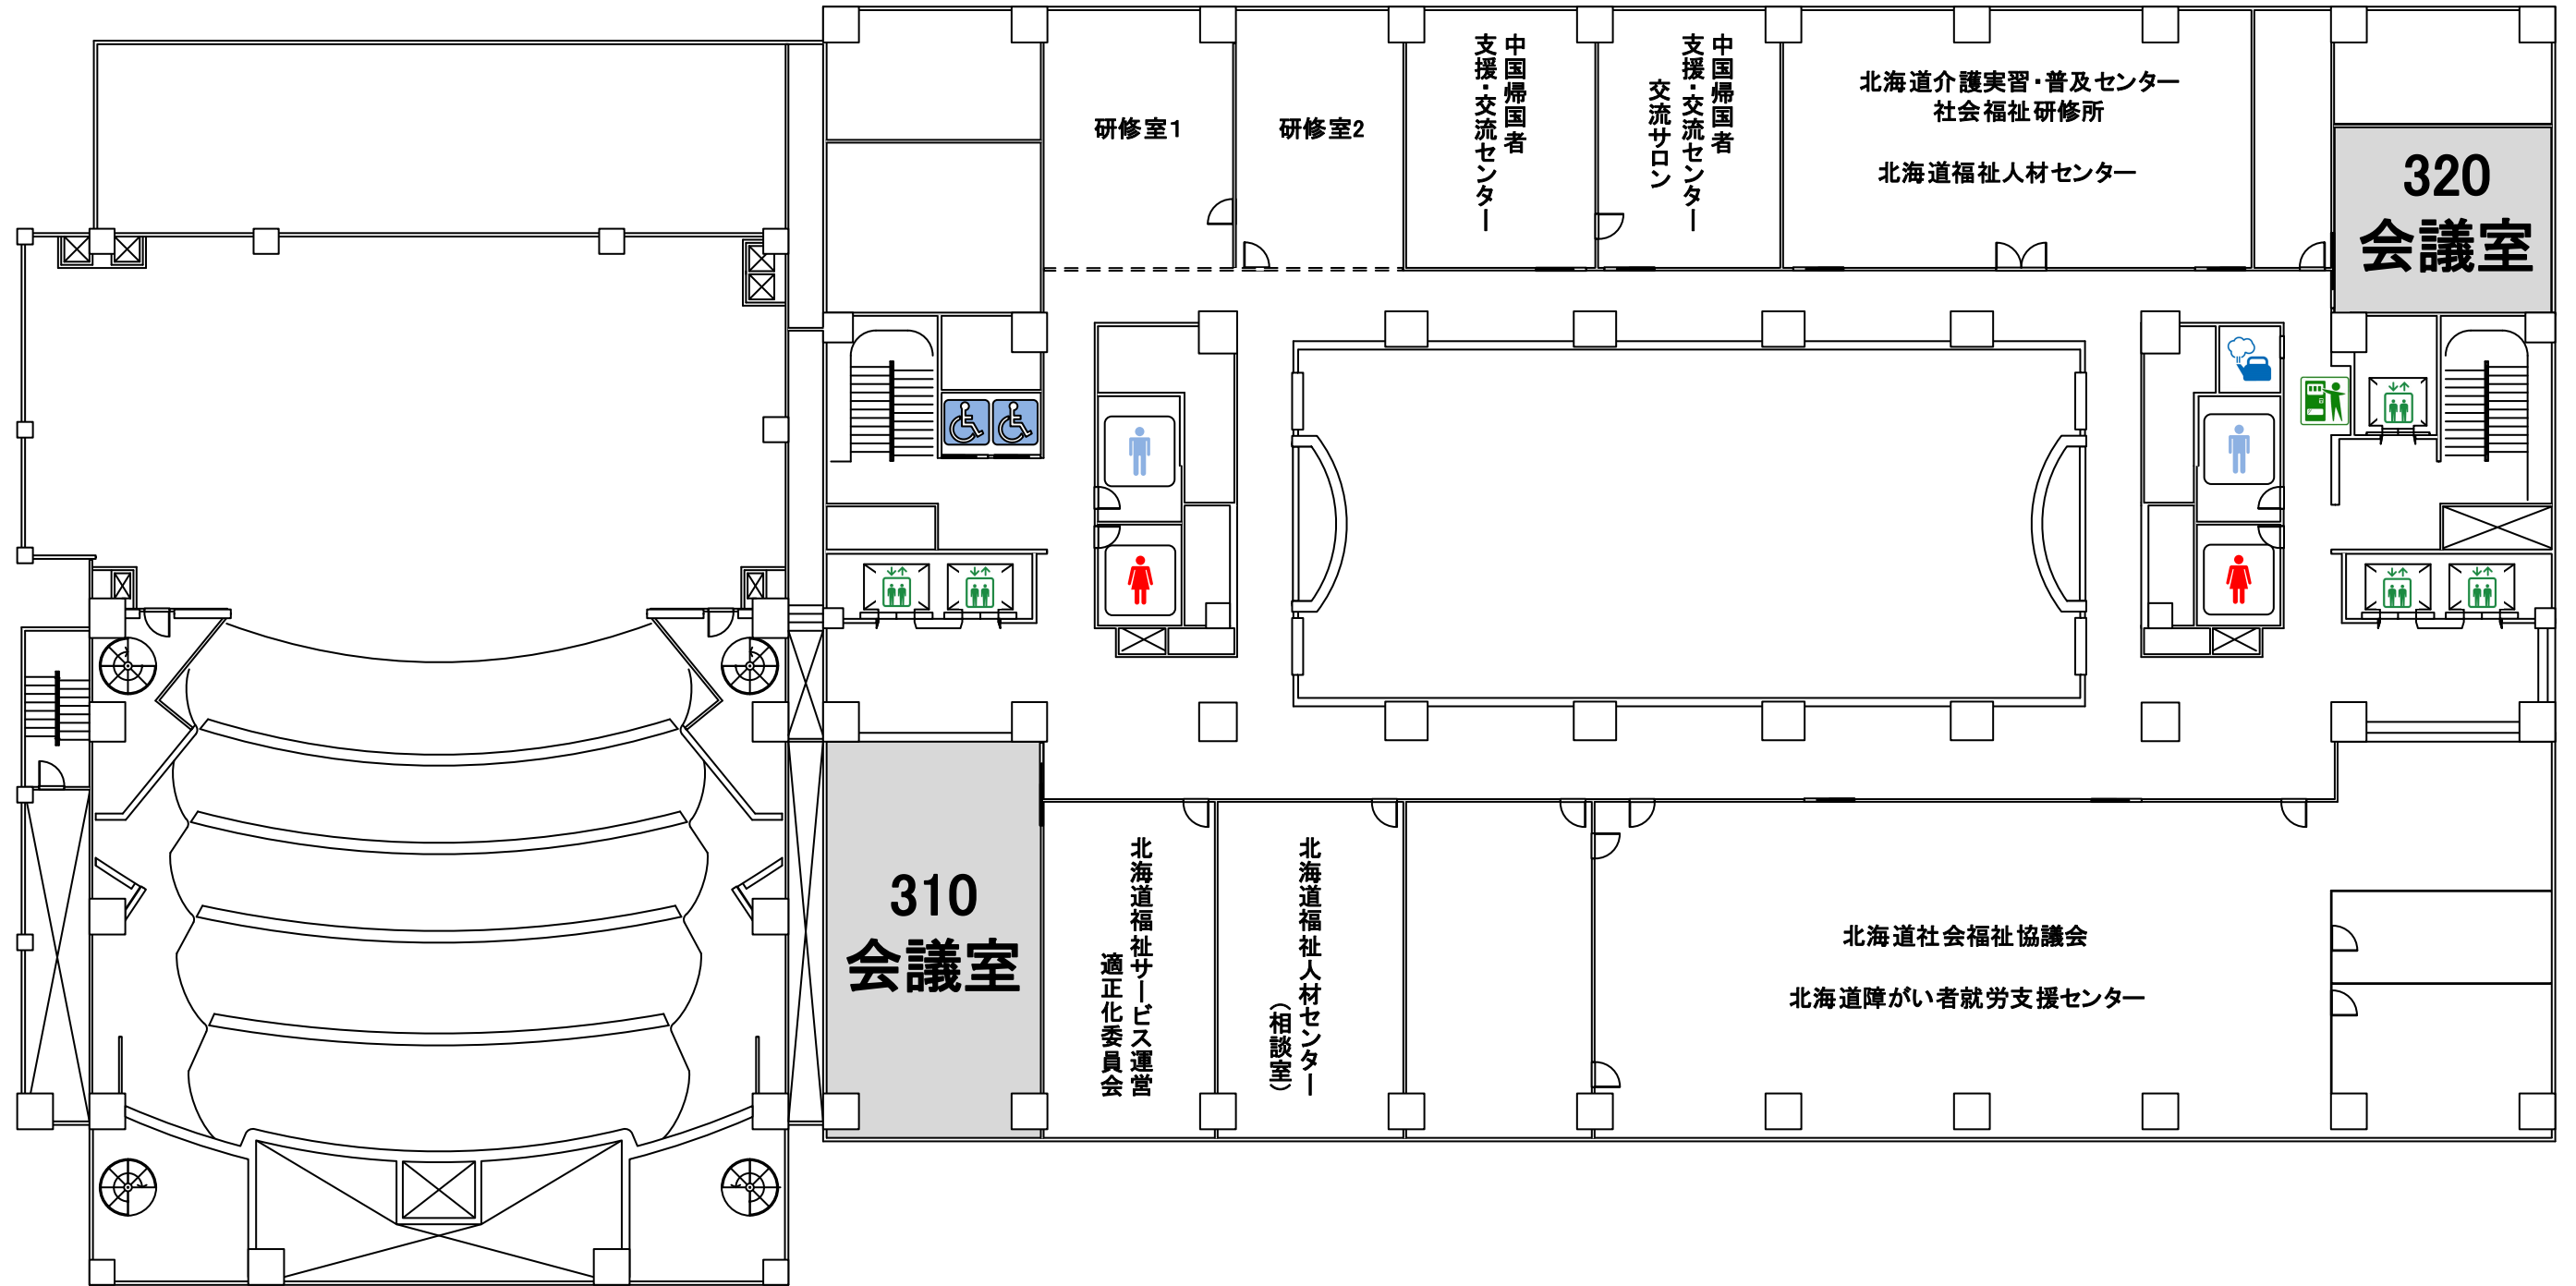 研修室1
研修室2
中国帰国者
支援・交流センター
中国帰国者
支援・交流センター
交流サロン
北海道介護実習・普及センター
社会福祉研修所
北海道福祉人材センター
320
会議室
310
会議室
北海道福祉サービス運営
適正化委員会
北海道福祉人材センター
（相談室）
北海道社会福祉協議会
北海道障がい者就労支援センター